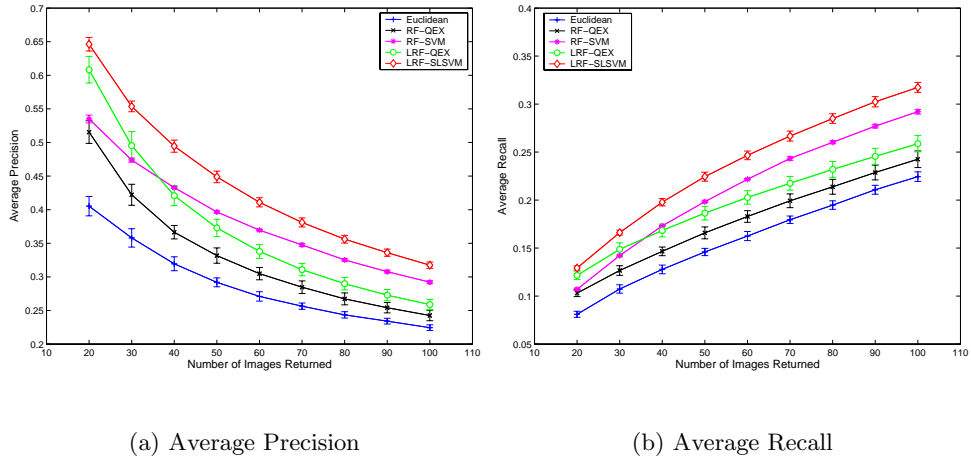 0.7
0.65
0.6
0.55
0.5
0.45
0.4
0.35
0.3
0.25
0.2
Average Precision
10 20 30 40 50 60 70 80 90 100 110
Number of Images Returned
Euclidean
RF−QEX
RF−SVM
LRF−QEX
LRF−SLSVM
(a) Average Precision
0.4
0.35
0.3
0.25
0.2
0.15
0.1
0.05
Average Recall
10 20 30 40 50 60 70 80 90 100 110
Number of Images Returned
Euclidean
RF−QEX
RF−SVM
LRF−QEX
LRF−SLSVM
(b) Average Recall